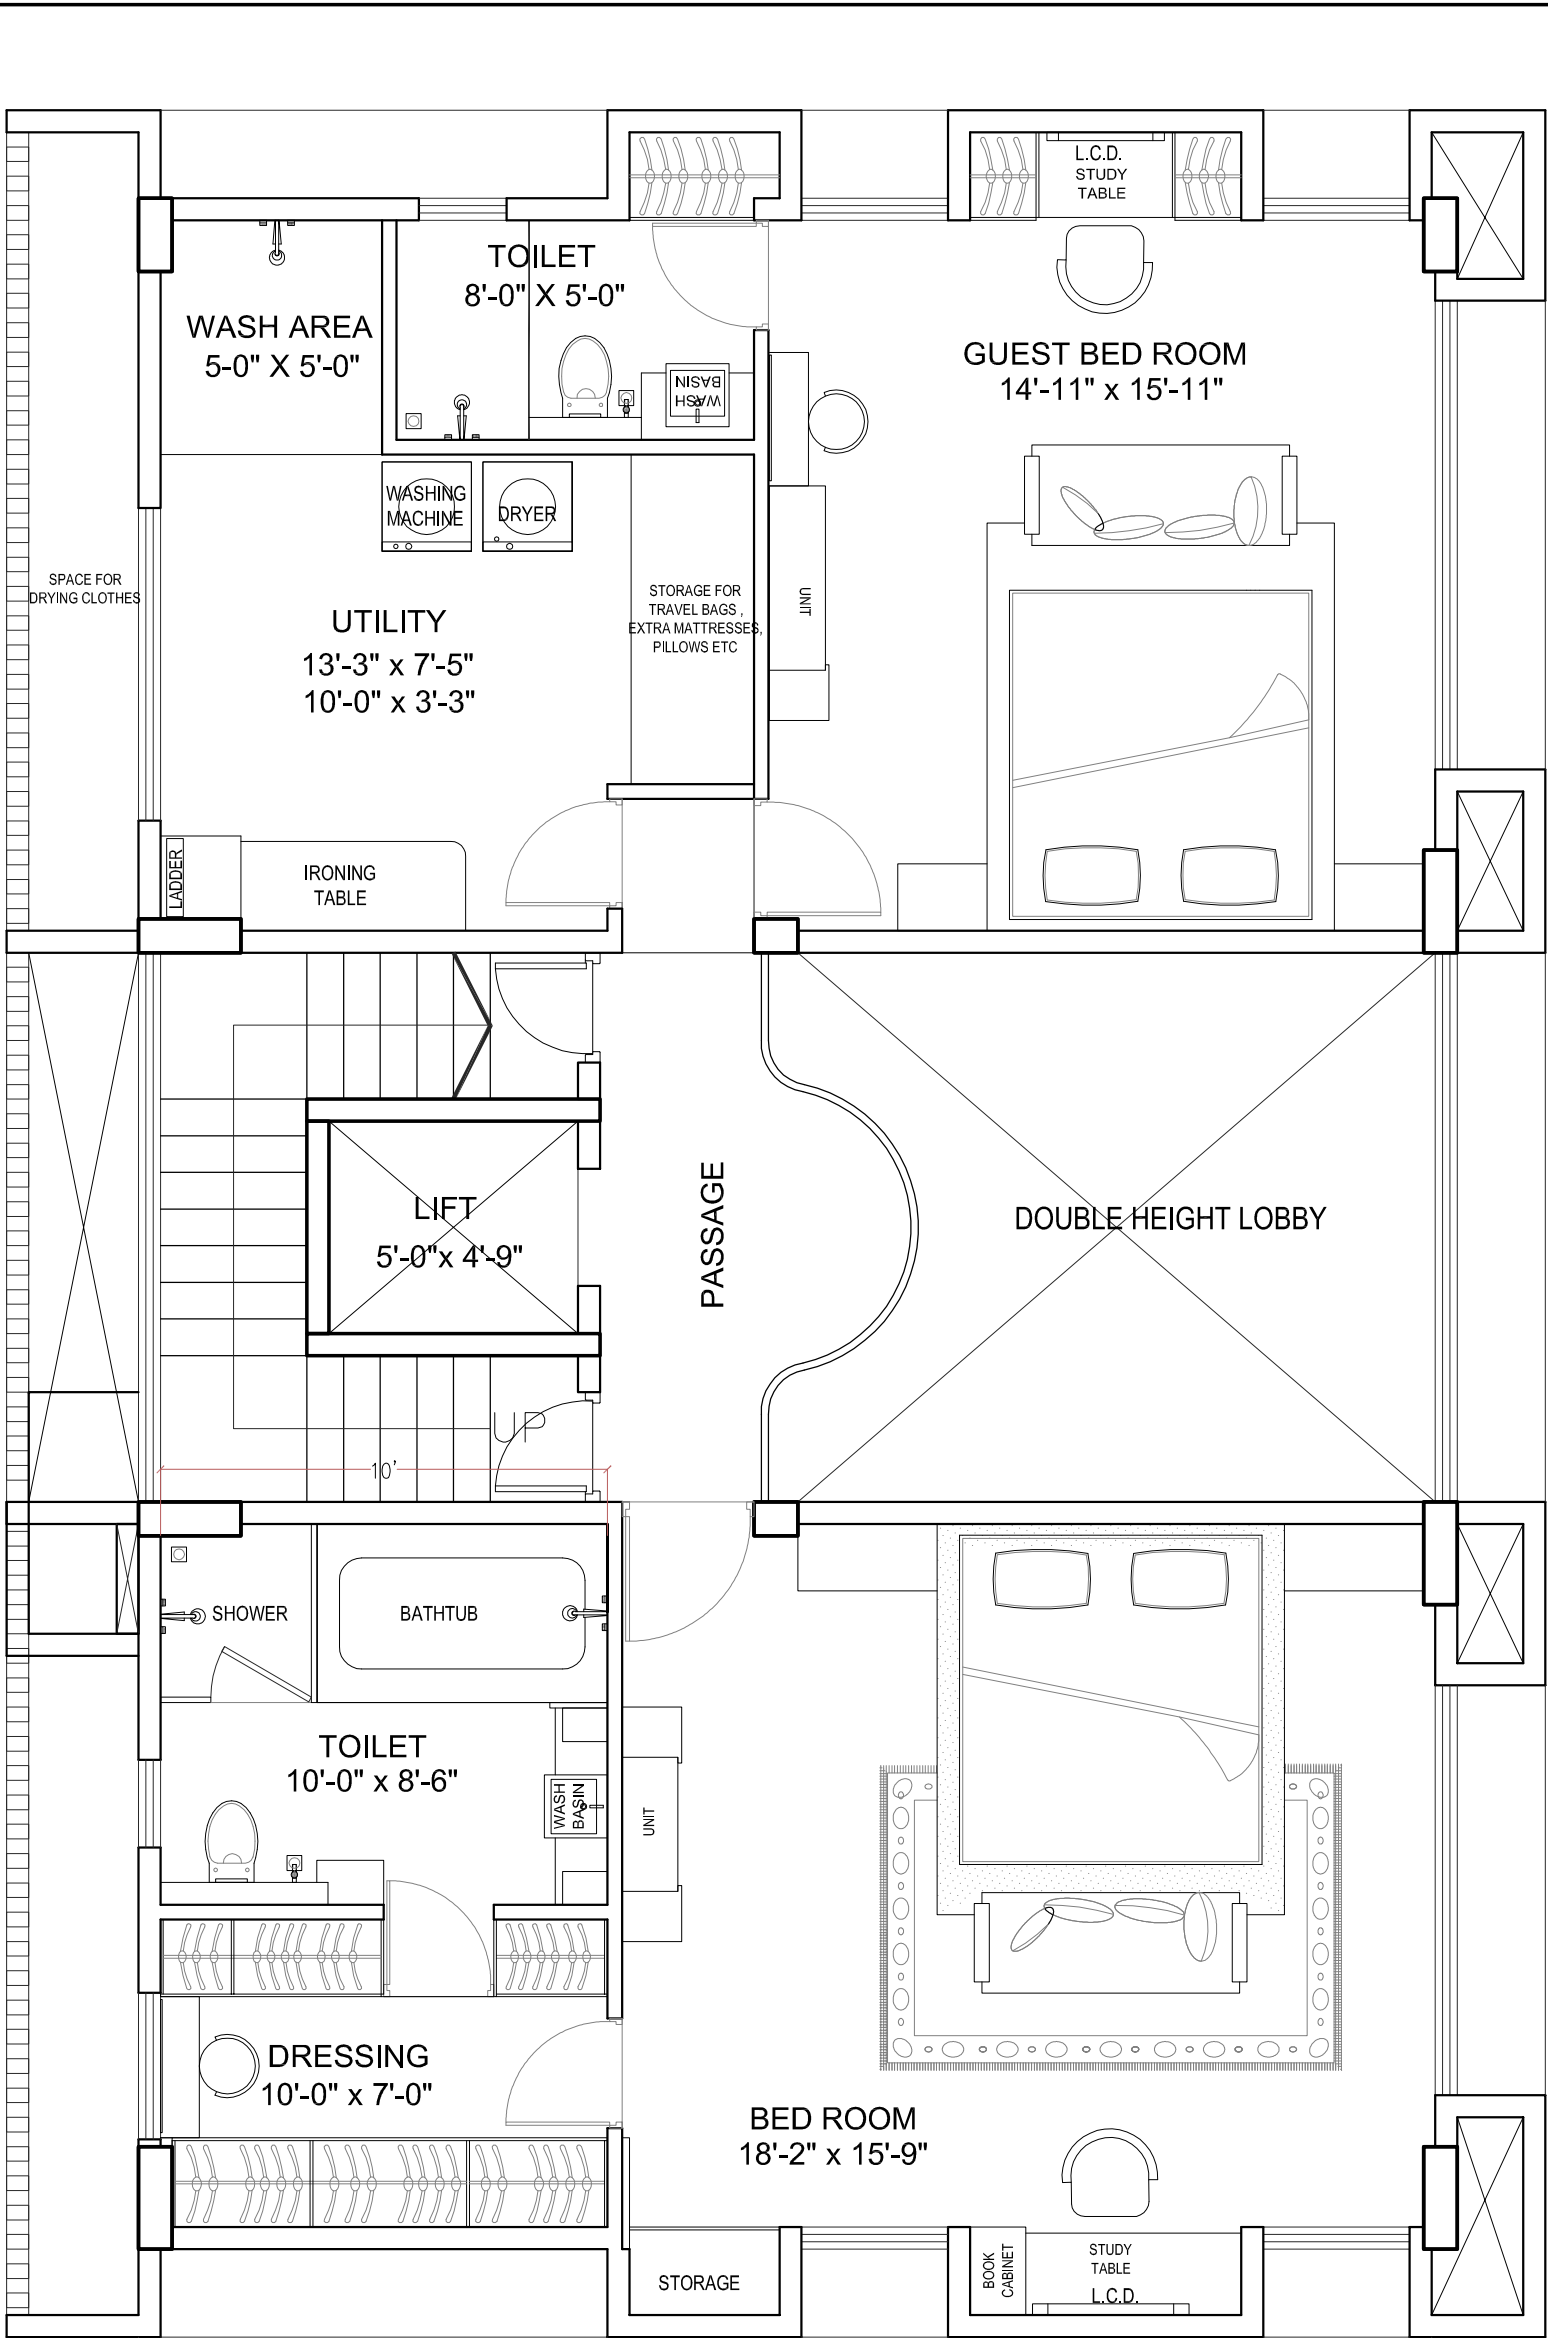 L.C.D.
STUDY
TABLE
TOILET
8'-0" X 5'-0"
WASH AREA
5-0" X 5'-0"
WASH
BASIN
GUEST BED ROOM
14'-11" x 15'-11"
WASHING
MACHINE
DRYER
SPACE FOR
DRYING CLOTHES
STORAGE FOR
TRAVEL BAGS ,
EXTRA MATTRESSES,
PILLOWS ETC
UNIT
UTILITY
13'-3" x 7'-5"
10'-0" x 3'-3"
LADDER
IRONING
TABLE
LIFT
5'-0"x 4'-9"
PASSAGE
DOUBLE HEIGHT LOBBY
UP
10'
SHOWER
BATHTUB
TOILET
10'-0" x 8'-6"
WASH
BASIN
UNIT
DRESSING
10'-0" x 7'-0"
BED ROOM
18'-2" x 15'-9"
STORAGE
BOOK
CABINET
STUDY
TABLE
L.C.D.